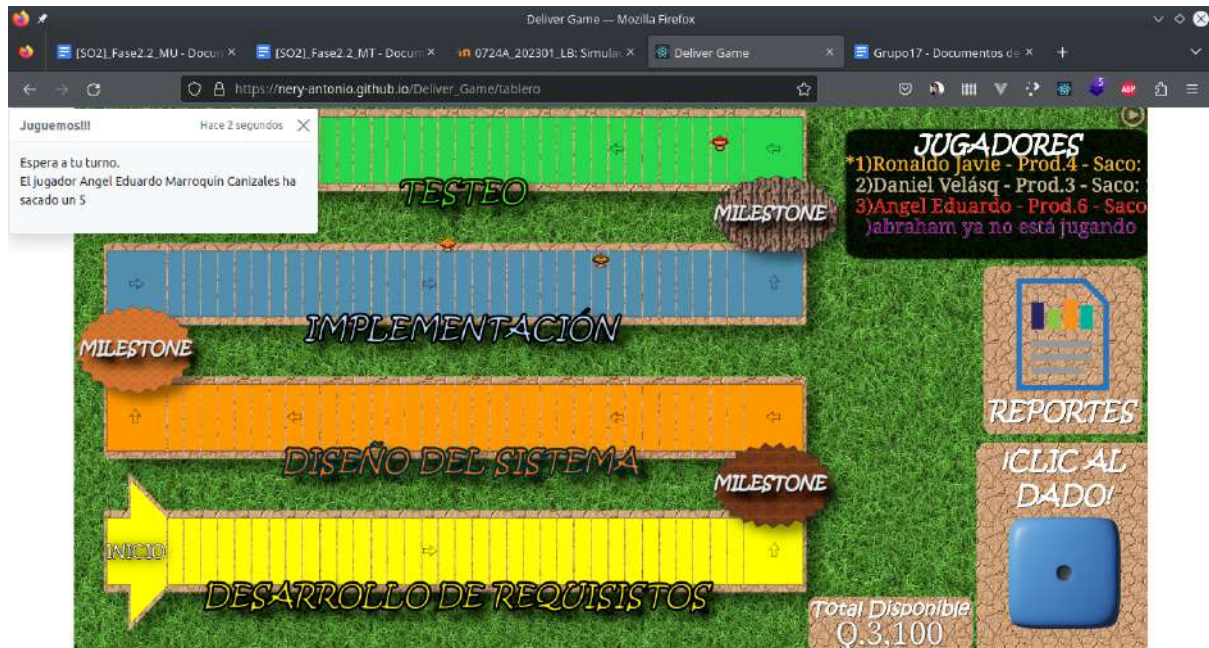 Deliver Game — Mozilla Firefox
[SO2]_Fase2.2_MU - Docun
[SO2]_Fase2.2_MT - Docum
0724A_202301_LB: Simulac
Deliver Game
Grupo17 - Documentos de
https://nery-antonio.github.io/Deliver_Game/tablero
5
ABP
Juguemos!!!
Hace 2 segundos
Espera a tu turno.
El jugador Angel Eduardo Marroquín Canizales ha
sacado un 5
TESTEO
MILESTONE
JUGADORES
*1)Ronaldo Javie - Prod.4 - Saco:
2)Daniel Velásq - Prod.3 - Saco:
3)Angel Eduardo - Prod.6 - Saco
)abraham ya no está jugando
IMPLEMENTACIÓN
MILESTONE
REPORTES
DISEÑO DEL SISTEMA
MILESTONE
¡CLIC AL
DADO!
INICIO
DESARROLLO DE REQUISISTOS
Total Disponible
Q.3,100